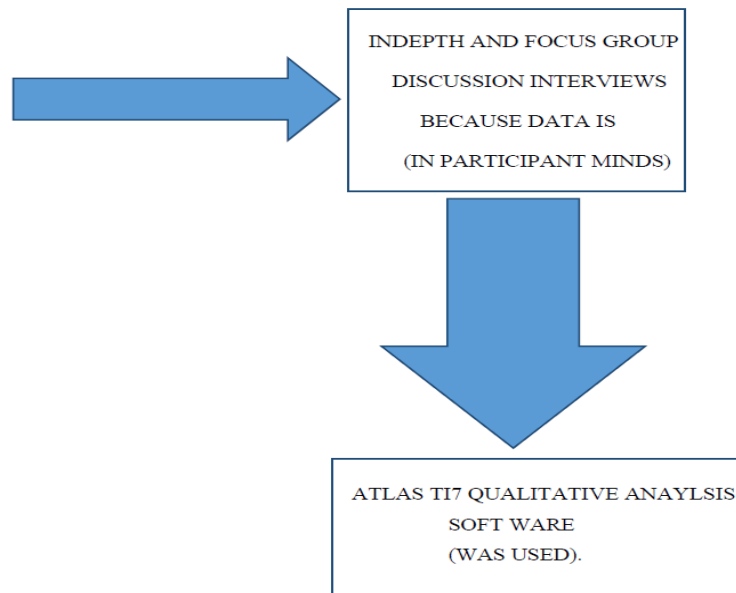 INDEPTH AND FOCUS GROUP
DISCUSSION INTERVIEWS
BECAUSE DATA IS
(IN PARTICIPANT MINDS)
ATLAS TI7 QUALITATIVE ANAYLSIS
SOFT WARE
(WAS USED).